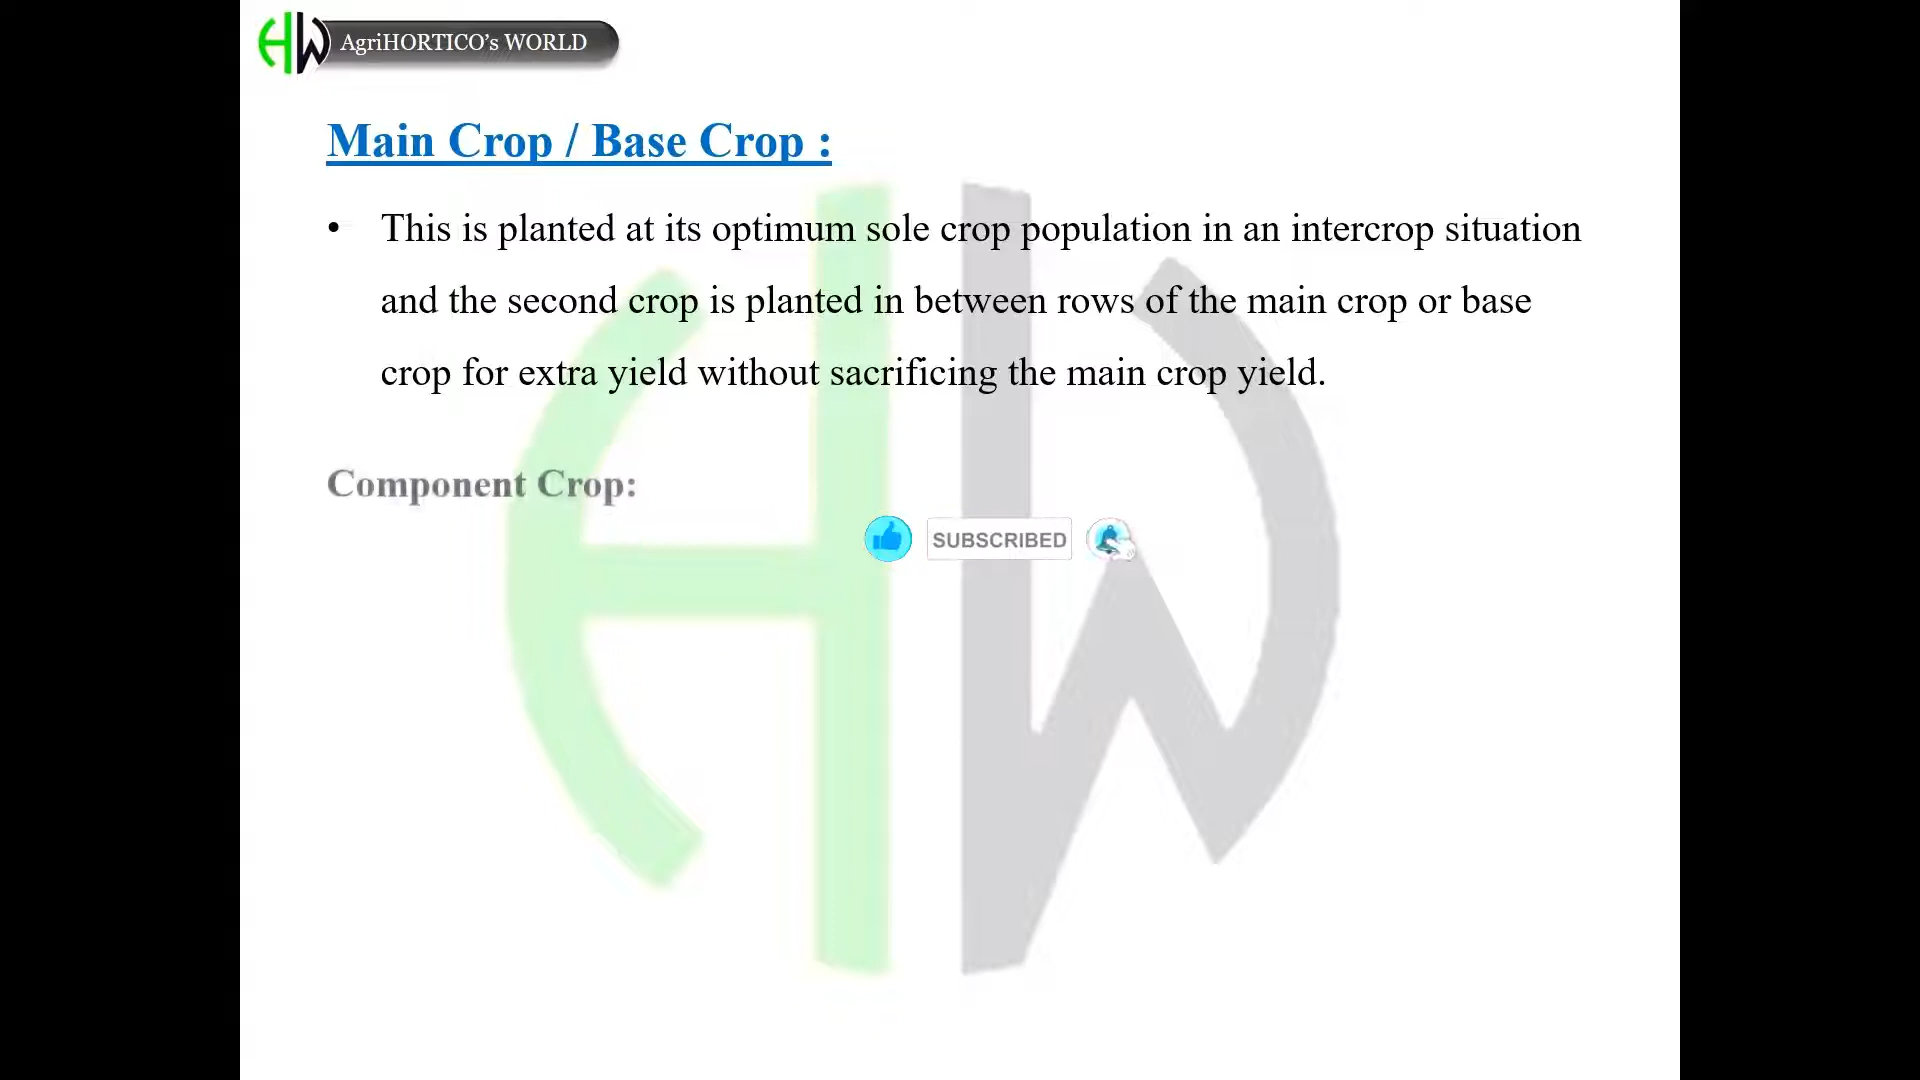 HW AgriHORTICO's WORLD
Main Crop / Base Crop :
• This is planted at its optimum sole crop population in an intercrop situation
and the second crop is planted in between rows of the main crop or base
crop for extra yield without sacrificing the main crop yield.
Component Crop:
SUBSCRIBED